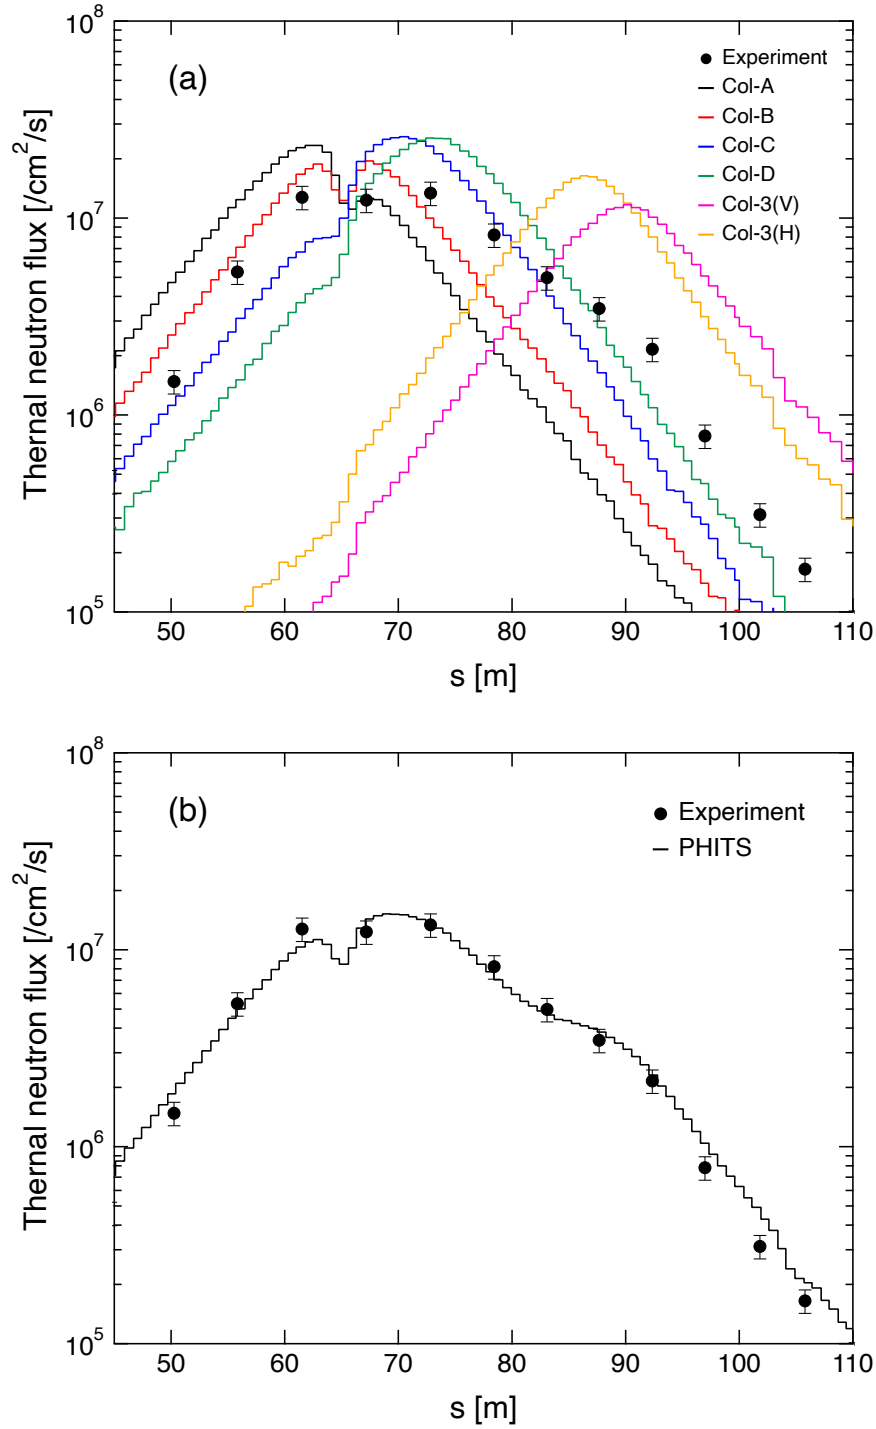 10^8
(a)
Experiment
Col-A
Col-B
Col-C
Col-D
Col-3(V)
Col-3(H)
10^7
10^6
10^5
Thernal neutron flux [/cm^2/s]
50 60 70 80 90 100 110
s [m]
10^8
(b)
Experiment
PHITS
10^7
10^6
10^5
Thernal neutron flux [/cm^2/s]
50 60 70 80 90 100 110
s [m]